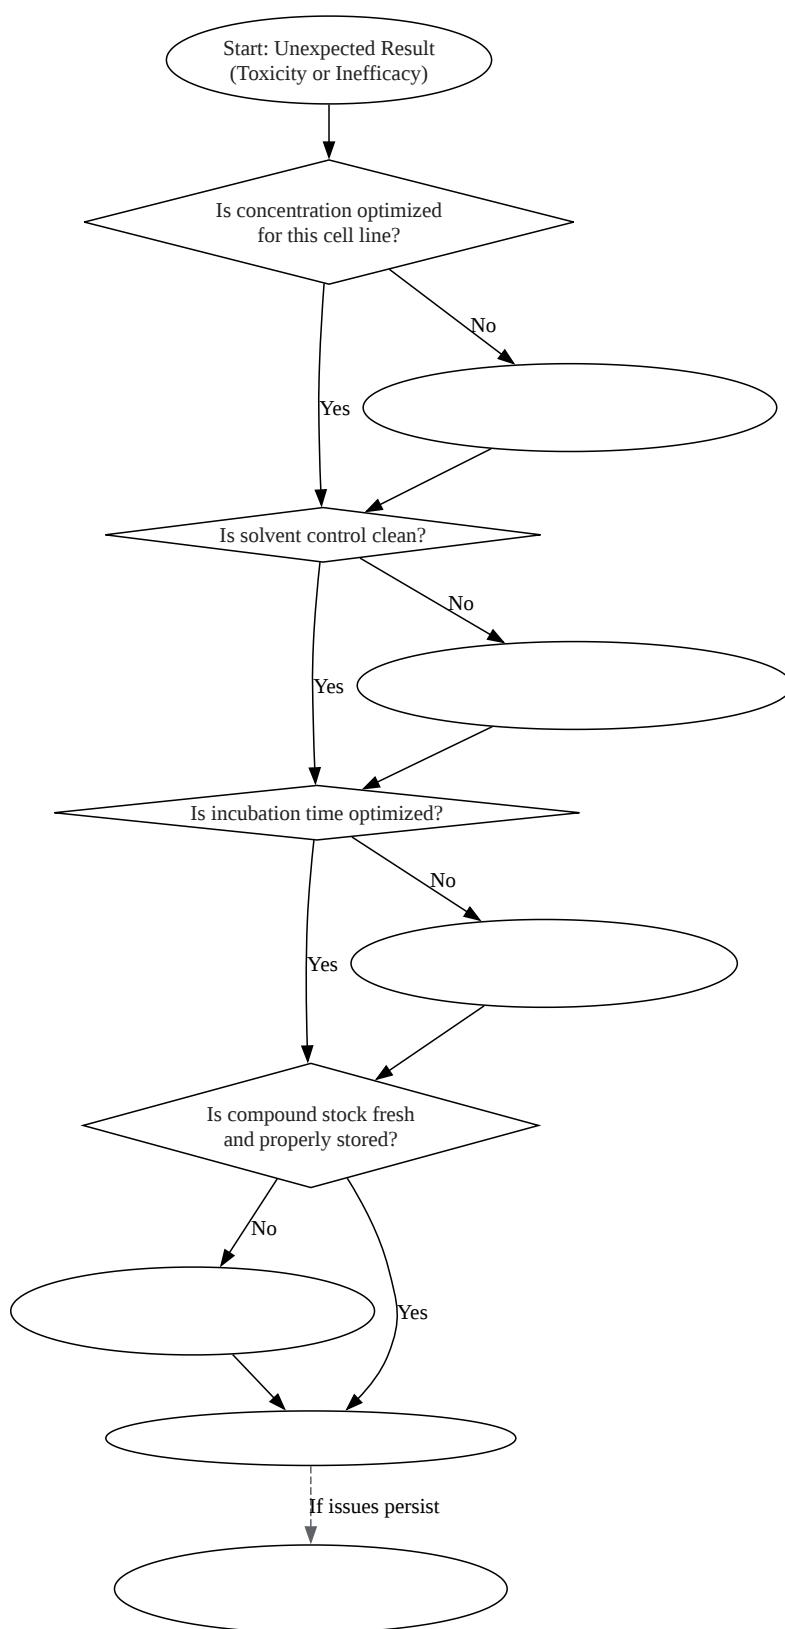 Start: Unexpected Result
(Toxicity or Inefficacy)
Is concentration optimized
for this cell line?
No
Yes
Is solvent control clean?
No
Yes
Is incubation time optimized?
No
Yes
Is compound stock fresh
and properly stored?
No
Yes
If issues persist